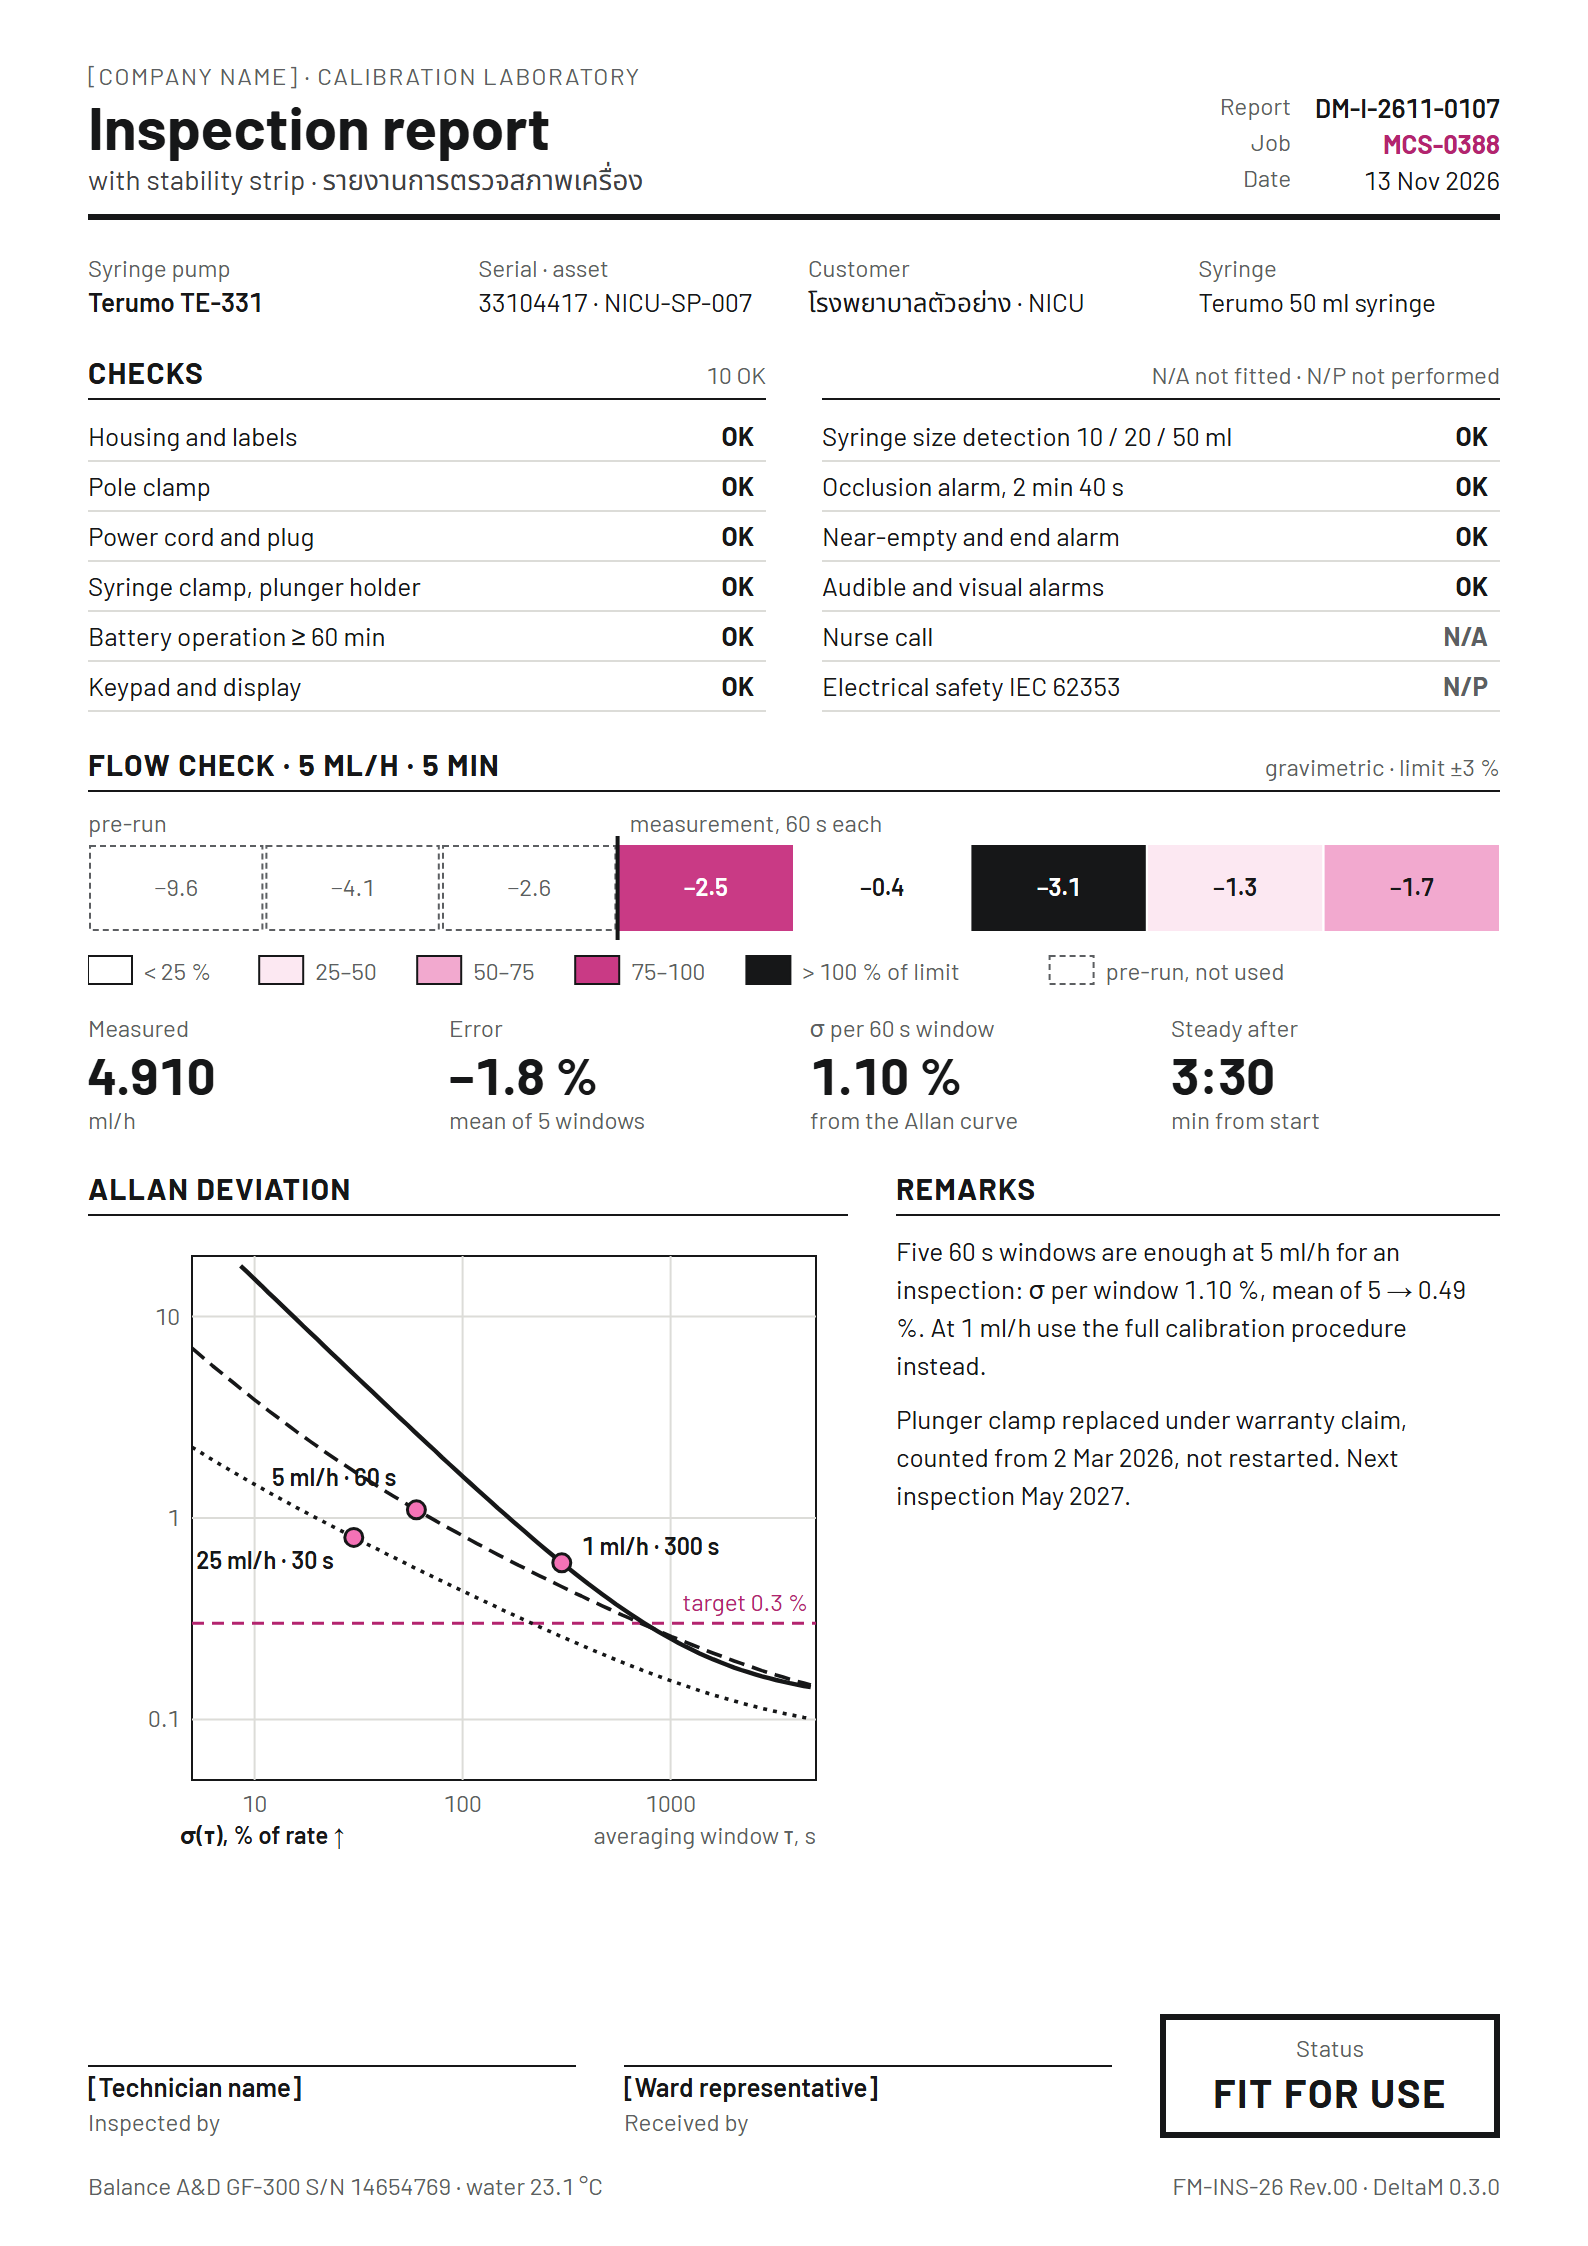 [COMPANY NAME] · CALIBRATION LABORATORY
Inspection report
with stability strip · รายงานการตรวจสภาพเครื่อง
Report DM-I-2611-0107
Job MCS-0388
Date 13 Nov 2026
Syringe pump
Terumo TE-331
Serial · asset
33104417 · NICU-SP-007
Customer
โรงพยาบาลตัวอย่าง · NICU
Syringe
Terumo 50 ml syringe
CHECKS 10 OK
Housing and labels OK
Pole clamp OK
Power cord and plug OK
Syringe clamp, plunger holder OK
Battery operation ≥ 60 min OK
Keypad and display OK
N/A not fitted · N/P not performed
Syringe size detection 10 / 20 / 50 ml OK
Occlusion alarm, 2 min 40 s OK
Near-empty and end alarm OK
Audible and visual alarms OK
Nurse call N/A
Electrical safety IEC 62353 N/P
FLOW CHECK · 5 ML/H · 5 MIN gravimetric · limit ±3 %
pre-run measurement, 60 s each
−9.6 −4.1 −2.6 −2.5 −0.4 −3.1 −1.3 −1.7
< 25 % 25–50 50–75 75–100 > 100 % of limit pre-run, not used
Measured
4.910
ml/h
Error
−1.8 %
mean of 5 windows
σ per 60 s window
1.10 %
from the Allan curve
Steady after
3:30
min from start
ALLAN DEVIATION
10
1
0.1
5 ml/h · 60 s
25 ml/h · 30 s
1 ml/h · 300 s
target 0.3 %
10 100 1000
σ(τ), % of rate ↑ averaging window τ, s
REMARKS
Five 60 s windows are enough at 5 ml/h for an
inspection: σ per window 1.10 %, mean of 5 → 0.49
%. At 1 ml/h use the full calibration procedure
instead.
Plunger clamp replaced under warranty claim,
counted from 2 Mar 2026, not restarted. Next
inspection May 2027.
[Technician name]
Inspected by
[Ward representative]
Received by
Status
FIT FOR USE
Balance A&D GF-300 S/N 14654769 · water 23.1 °C FM-INS-26 Rev.00 · DeltaM 0.3.0